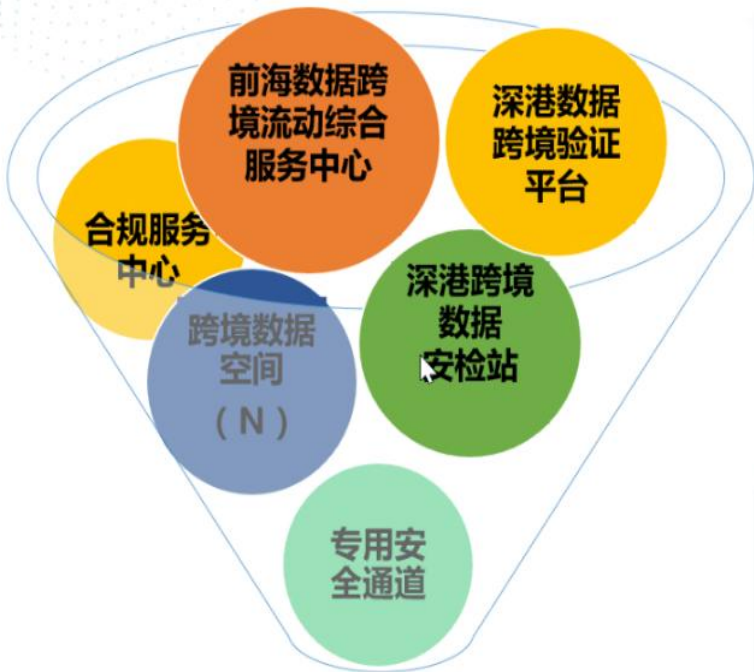 前海数据跨
境流动综合
服务中心
深港数据
跨境验证
平台
合规服务
中心
跨境数据
空间
（N）
深港跨境
数据
安检站
专用安
全通道